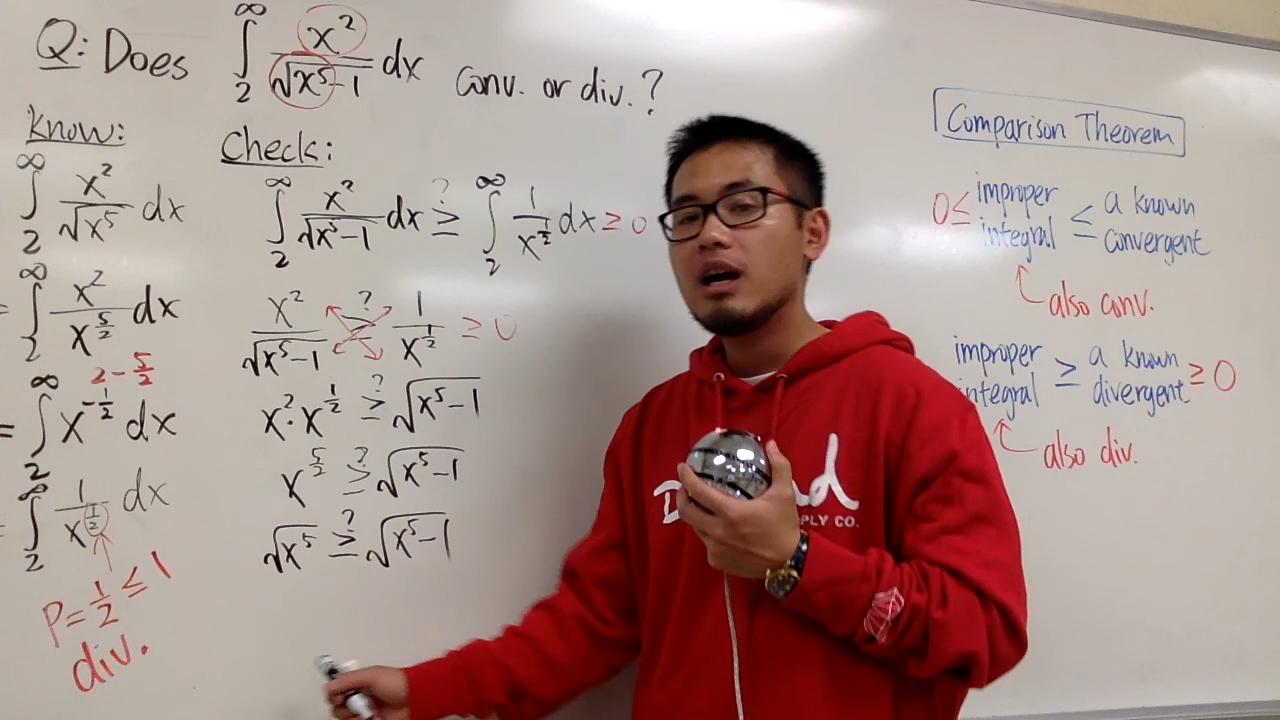 Q: Does ∫₂^∞ x²/√(x⁵-1) dx conv. or div.?
Know:
∫₂^∞ x²/√x⁵ dx
= ∫₂^∞ x²/x^(5/2) dx
2 - 5/2
= ∫₂^∞ x^(-1/2) dx
= ∫₂^∞ 1/x^(1/2) dx
P = 1/2 ≤ 1
div.
Check:
∫₂^∞ x²/√(x⁵-1) dx ≥? ∫₂^∞ 1/x^(1/2) dx ≥ 0
x²/√(x⁵-1) ≥? 1/x^(1/2) ≥ 0
x²·x^(1/2) ≥? √(x⁵-1)
x^(5/2) ≥? √(x⁵-1)
√x⁵ ≥? √(x⁵-1)
Comparison Theorem
0 ≤ improper integral ≤ a known convergent
also conv.
improper integral ≥ a known divergent ≥ 0
also div.
PLY CO.